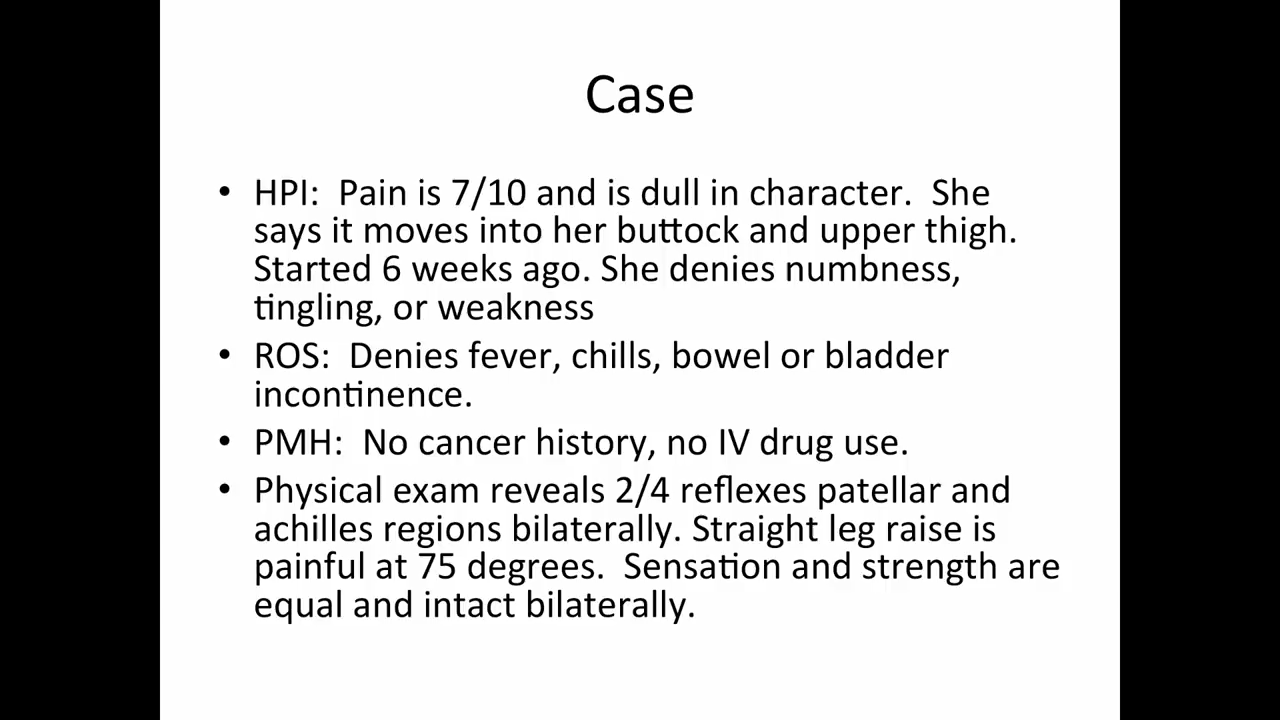 Case
• HPI:  Pain is 7/10 and is dull in character.  She
says it moves into her buttock and upper thigh.
Started 6 weeks ago. She denies numbness,
tingling, or weakness
• ROS:  Denies fever, chills, bowel or bladder
incontinence.
• PMH:  No cancer history, no IV drug use.
• Physical exam reveals 2/4 reflexes patellar and
achilles regions bilaterally. Straight leg raise is
painful at 75 degrees.  Sensation and strength are
equal and intact bilaterally.